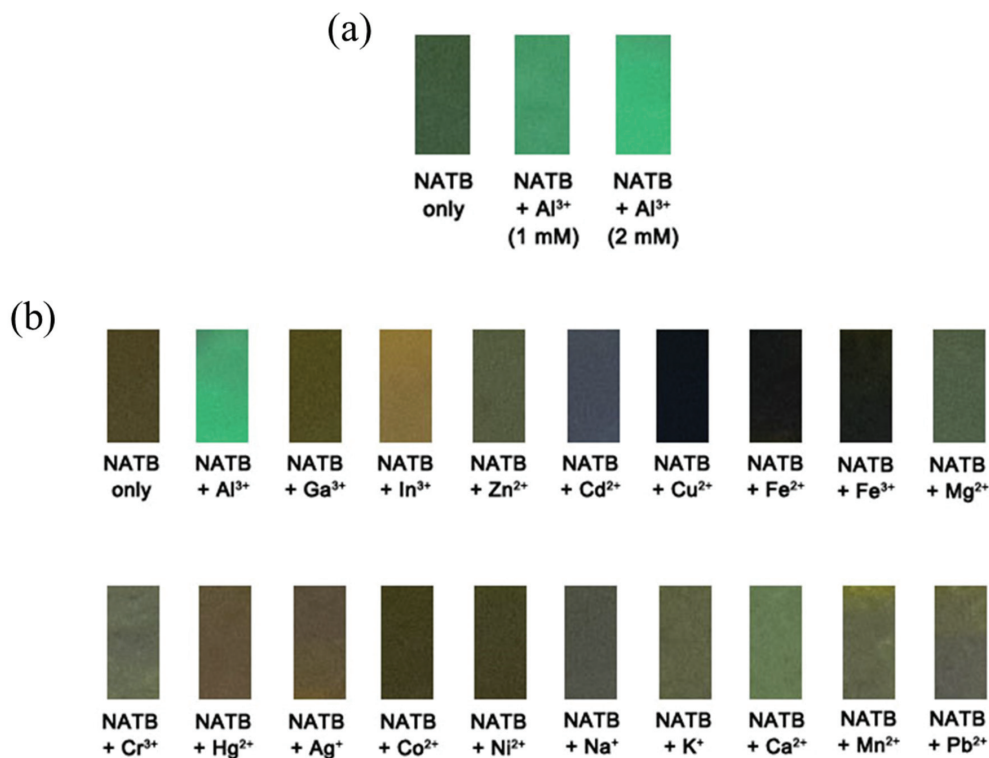 (a)
NATB NATB NATB
only + Al³⁺ + Al³⁺
(1 mM) (2 mM)
(b)
NATB NATB NATB NATB NATB NATB NATB NATB NATB NATB
only + Al³⁺ + Ga³⁺ + In³⁺ + Zn²⁺ + Cd²⁺ + Cu²⁺ + Fe²⁺ + Fe³⁺ + Mg²⁺
NATB NATB NATB NATB NATB NATB NATB NATB NATB NATB
+ Cr³⁺ + Hg²⁺ + Ag⁺ + Co²⁺ + Ni²⁺ + Na⁺ + K⁺ + Ca²⁺ + Mn²⁺ + Pb²⁺